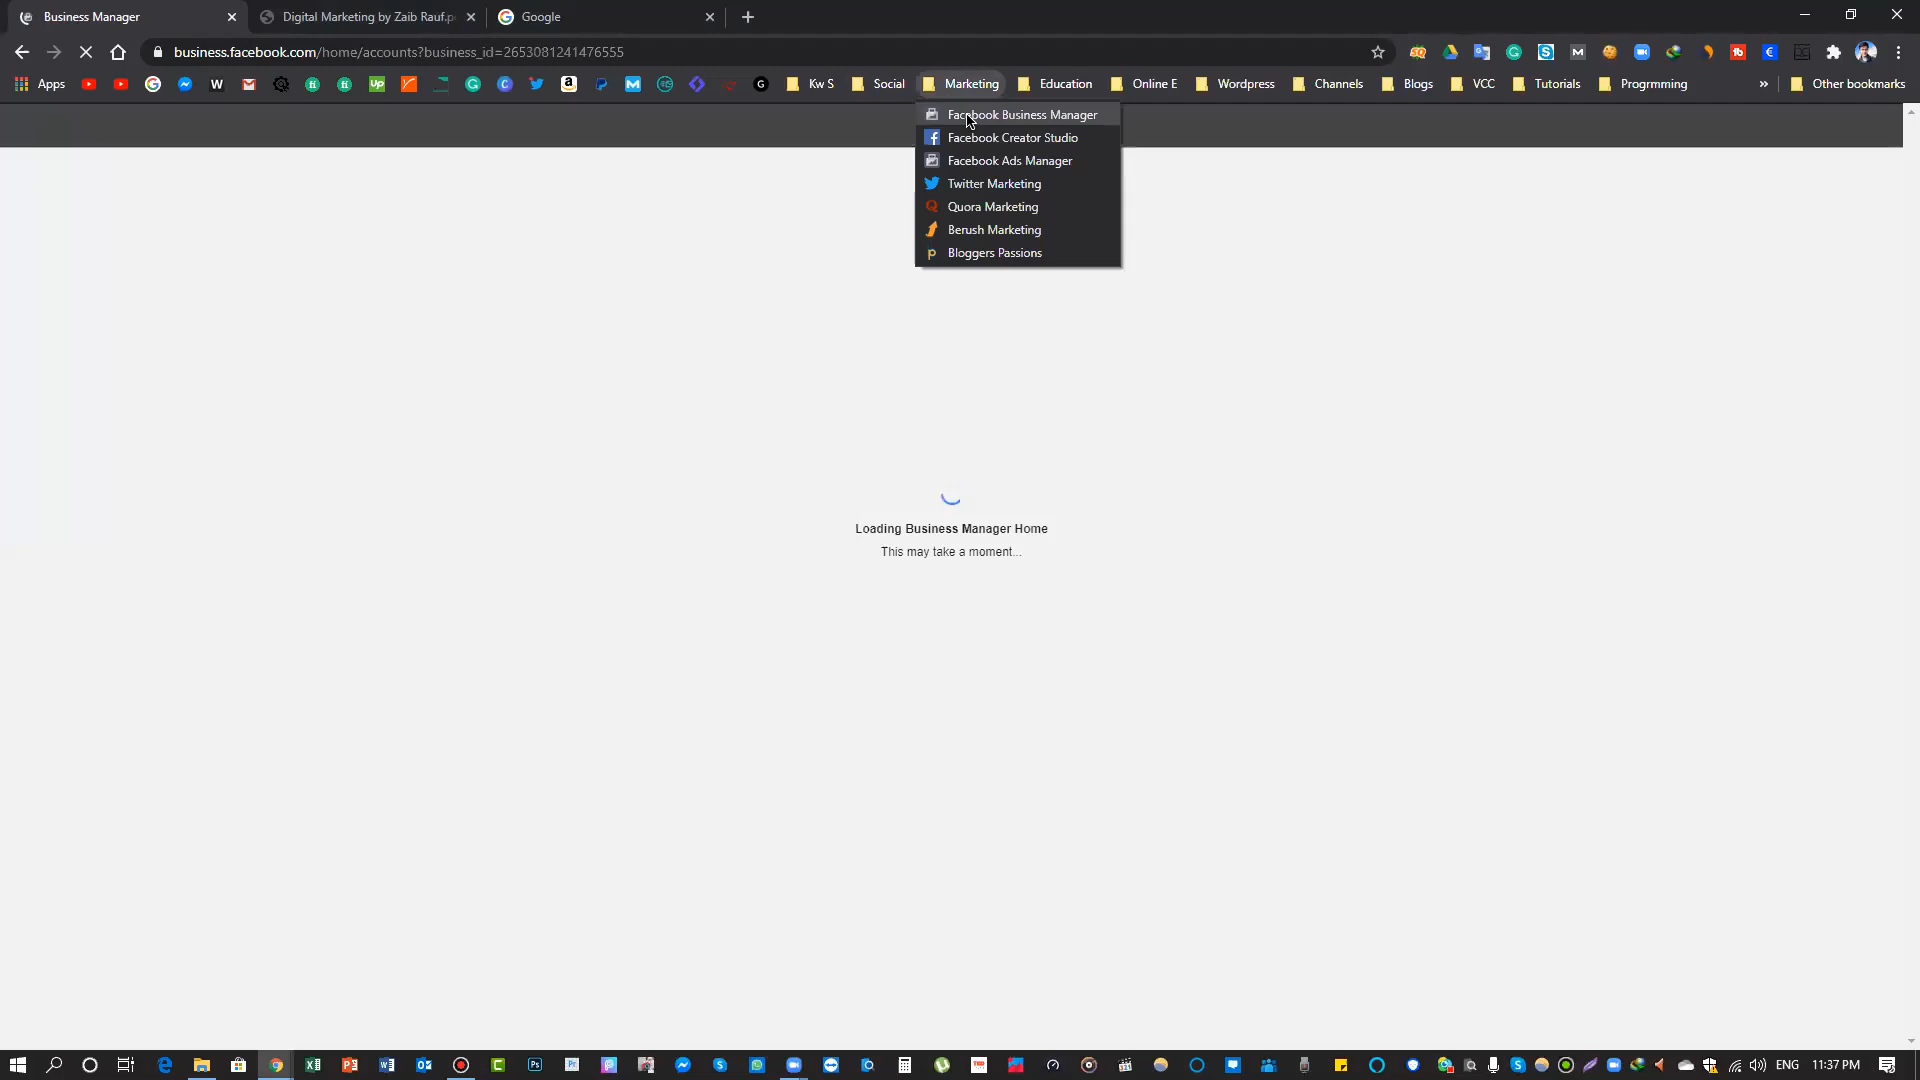 Business Manager
Digital Marketing by Zaib Rauf.p
Google
business.facebook.com/home/accounts?business_id=2653081241476555
Apps
Kw S
Social
Marketing
Education
Online E
Wordpress
Channels
Blogs
VCC
Tutorials
Progrmming
»
Other bookmarks
Facebook Business Manager
Facebook Creator Studio
Facebook Ads Manager
Twitter Marketing
Quora Marketing
Berush Marketing
Bloggers Passions
Loading Business Manager Home
This may take a moment...
ENG
11:37 PM